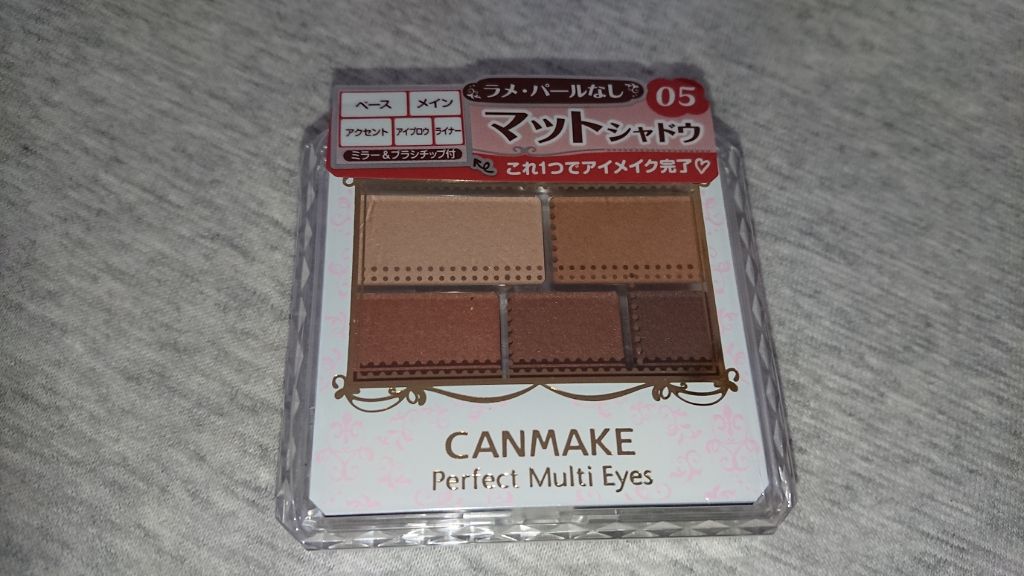 ベース メイン
アクセント アイブロウ ライナー
ミラー&ブラシチップ付
ラメ・パールなし
05
マットシャドウ
これ1つでアイメイク完了♡
CANMAKE
Perfect Multi Eyes